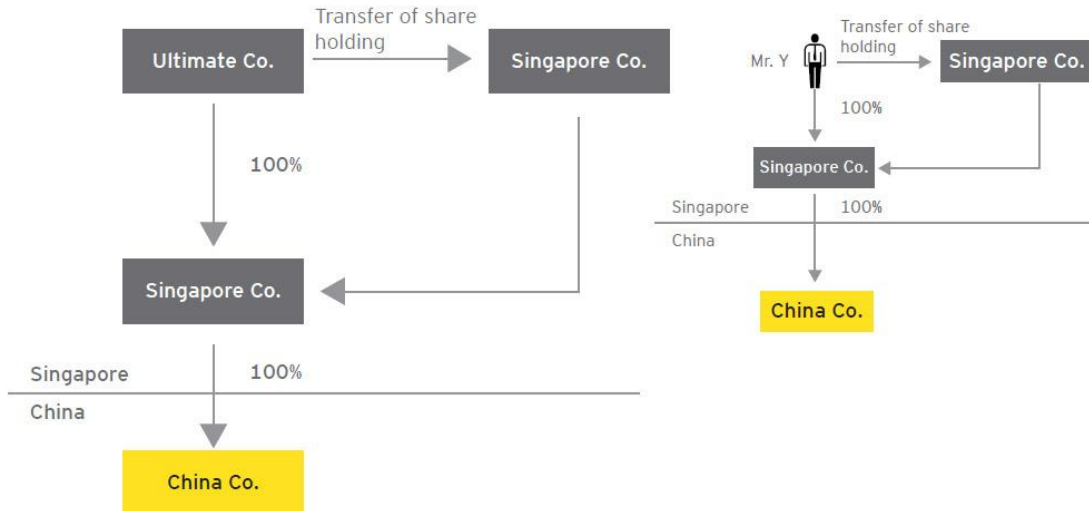 Transfer of share
holding
Ultimate Co.
Singapore Co.
100%
Singapore Co.
Singapore
100%
China
China Co.
Transfer of share
holding
Mr. Y
Singapore Co.
100%
Singapore Co.
Singapore
100%
China
China Co.